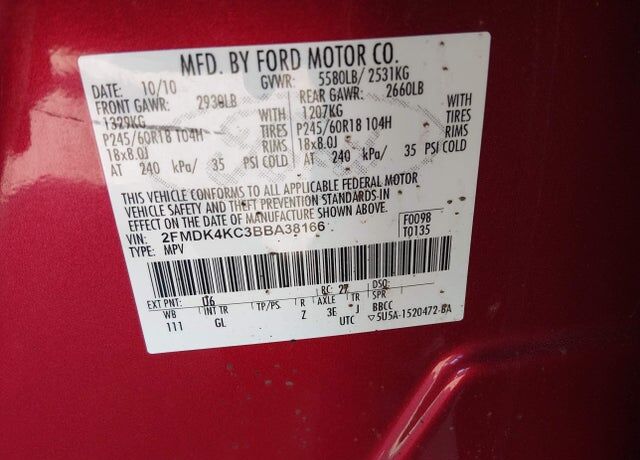 MFD. BY FORD MOTOR CO.
DATE: 10/10 GVWR: 5580LB/ 2531KG
FRONT GAWR: 2930LB REAR GAWR: 2660LB
1329KG WITH 1207KG WITH
P245/60R18 104H TIRES P245/60R18 104H TIRES
18x8.0J RIMS 18x8.0J RIMS
AT 240 kPa/ 35 PSI COLD AT 240 kPa/ 35 PSI COLD
THIS VEHICLE CONFORMS TO ALL APPLICABLE FEDERAL MOTOR
VEHICLE SAFETY AND THEFT PREVENTION STANDARDS IN
EFFECT ON THE DATE OF MANUFACTURE SHOWN ABOVE.
VIN: 2FMDK4KC3BBA38166 F0098
TYPE: MPV T0135
EXT PNT: U6 RC: 27 DSO:
WB INT TR TP/PS R AXLE TR SPR
111 GL Z 3E J BBCC
UTC ▽5U5A-1520472-BA